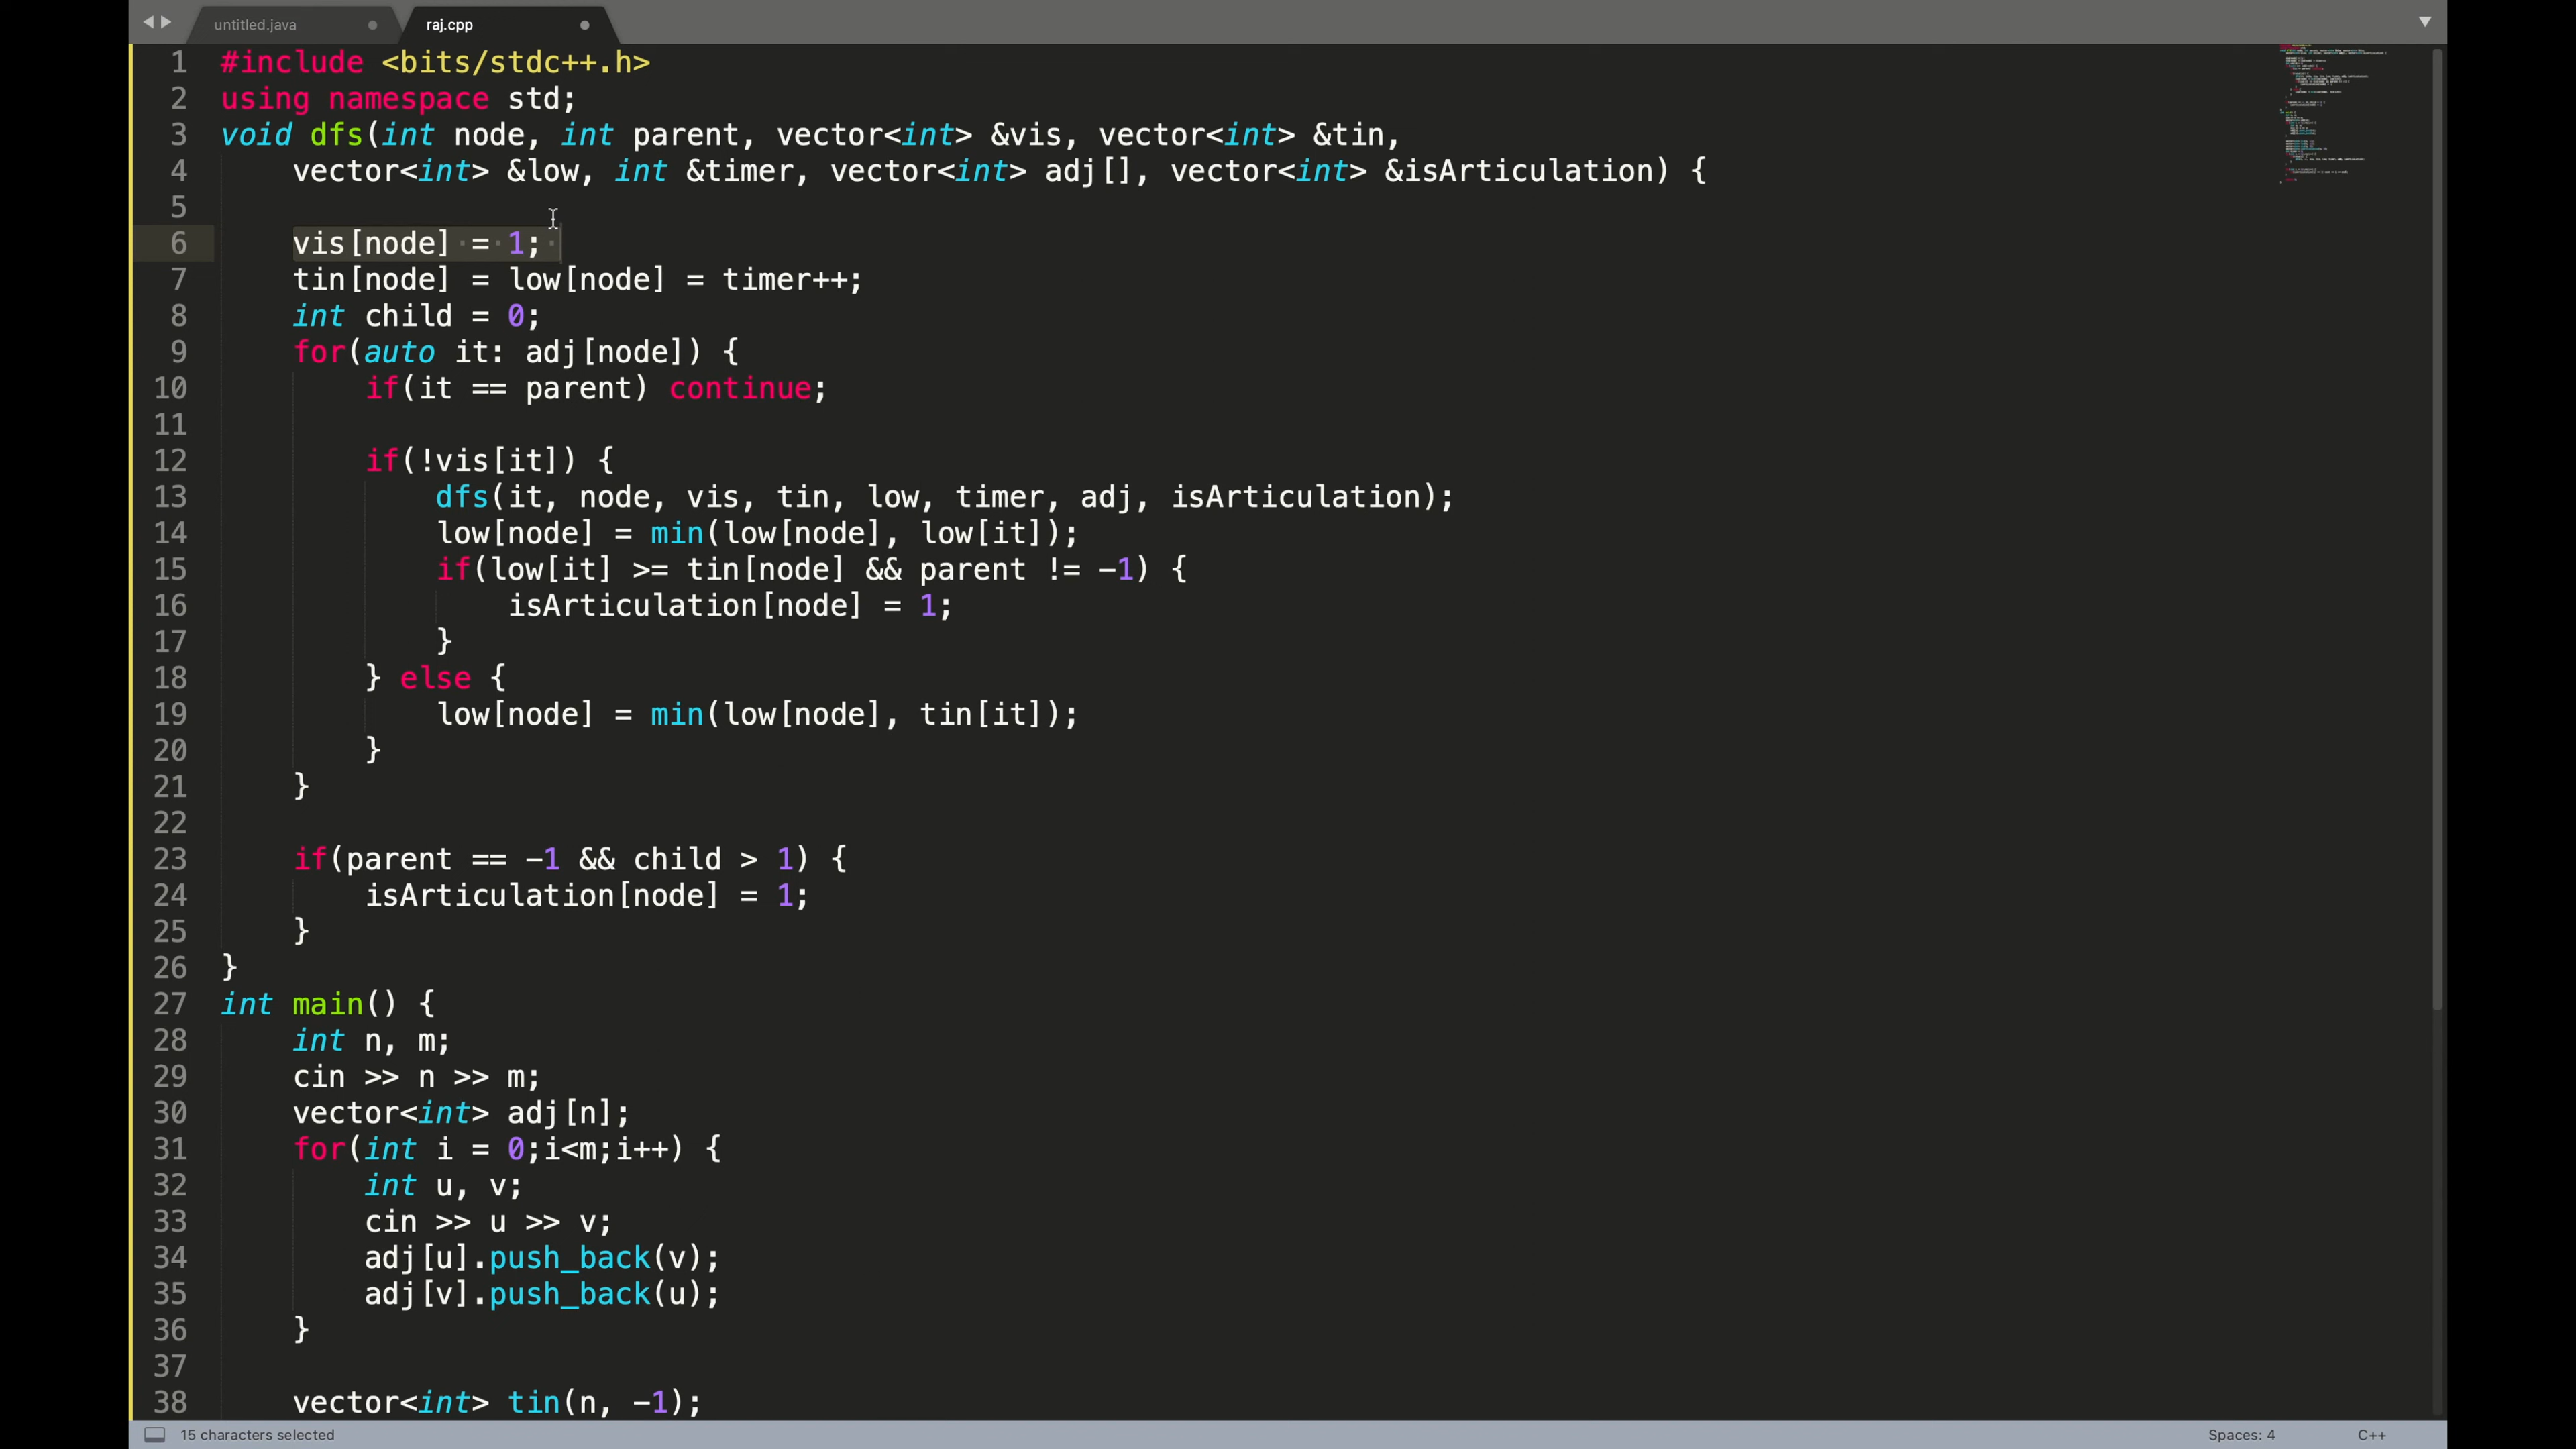 untitled.java
raj.cpp
1 #include <bits/stdc++.h>
2 using namespace std;
3 void dfs(int node, int parent, vector<int> &vis, vector<int> &tin,
4 vector<int> &low, int &timer, vector<int> adj[], vector<int> &isArticulation) {
5
6 vis[node] = 1;
7 tin[node] = low[node] = timer++;
8 int child = 0;
9 for(auto it: adj[node]) {
10 if(it == parent) continue;
11
12 if(!vis[it]) {
13 dfs(it, node, vis, tin, low, timer, adj, isArticulation);
14 low[node] = min(low[node], low[it]);
15 if(low[it] >= tin[node] && parent != -1) {
16 isArticulation[node] = 1;
17 }
18 } else {
19 low[node] = min(low[node], tin[it]);
20 }
21 }
22
23 if(parent == -1 && child > 1) {
24 isArticulation[node] = 1;
25 }
26 }
27 int main() {
28 int n, m;
29 cin >> n >> m;
30 vector<int> adj[n];
31 for(int i = 0;i<m;i++) {
32 int u, v;
33 cin >> u >> v;
34 adj[u].push_back(v);
35 adj[v].push_back(u);
36 }
37
38 vector<int> tin(n, -1);
15 characters selected
Spaces: 4
C++